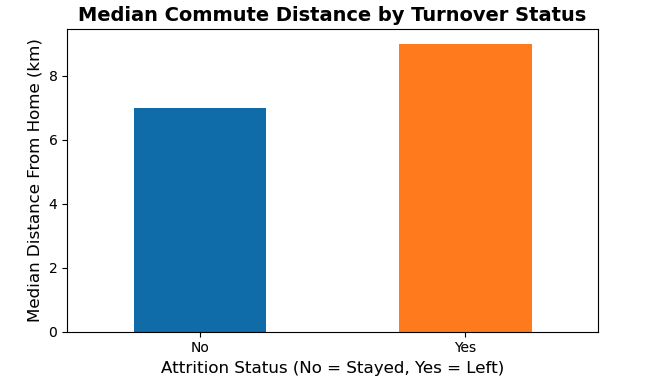 Median Commute Distance by Turnover Status
Median Distance From Home (km)
8
6
4
2
0
No
Yes
Attrition Status (No = Stayed, Yes = Left)